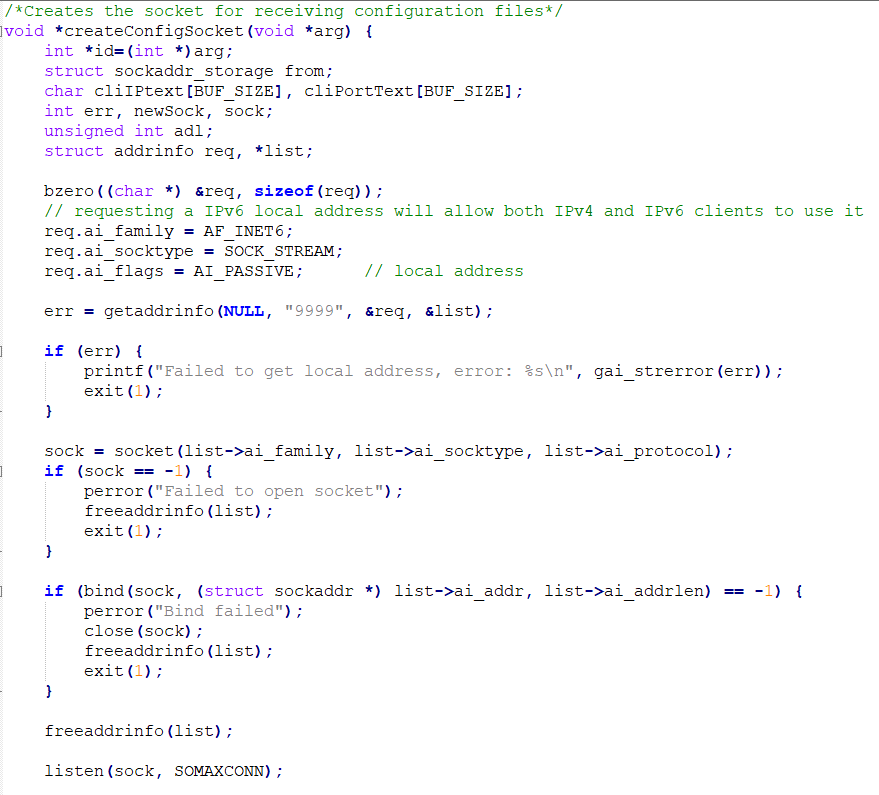 /*Creates the socket for receiving configuration files*/
void *createConfigSocket(void *arg) {
    int *id=(int *)arg;
    struct sockaddr_storage from;
    char cliIPtext[BUF_SIZE], cliPortText[BUF_SIZE];
    int err, newSock, sock;
    unsigned int adl;
    struct addrinfo req, *list;

    bzero((char *) &req, sizeof(req));
    // requesting a IPv6 local address will allow both IPv4 and IPv6 clients to use it
    req.ai_family = AF_INET6;
    req.ai_socktype = SOCK_STREAM;
    req.ai_flags = AI_PASSIVE;      // local address

    err = getaddrinfo(NULL, "9999", &req, &list);

    if (err) {
        printf("Failed to get local address, error: %s\n", gai_strerror(err));
        exit(1);
    }

    sock = socket(list->ai_family, list->ai_socktype, list->ai_protocol);
    if (sock == -1) {
        perror("Failed to open socket");
        freeaddrinfo(list);
        exit(1);
    }

    if (bind(sock, (struct sockaddr *) list->ai_addr, list->ai_addrlen) == -1) {
        perror("Bind failed");
        close(sock);
        freeaddrinfo(list);
        exit(1);
    }

    freeaddrinfo(list);

    listen(sock, SOMAXCONN);